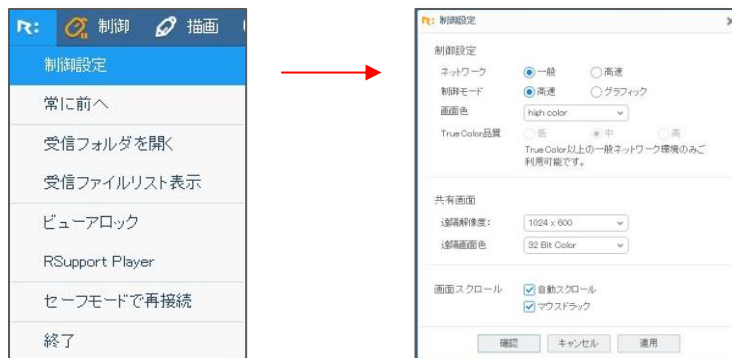 R: 制御 描画
制御設定
常に前へ
受信フォルダを開く
受信ファイルリスト表示
ビューアロック
RSupport Player
セーフモードで再接続
終了
R: 制御設定
制御設定
ネットワーク 一般 高速
制御モード 高速 グラフィック
画面色 high color
True Color品質 低 中 高
True Color以上の一般ネットワーク環境のみご
利用可能です。
共有画面
遠隔解像度: 1024 x 600
遠隔画面色 32 Bit Color
画面スクロール 自動スクロール
マウスドラック
確認 キャンセル 適用